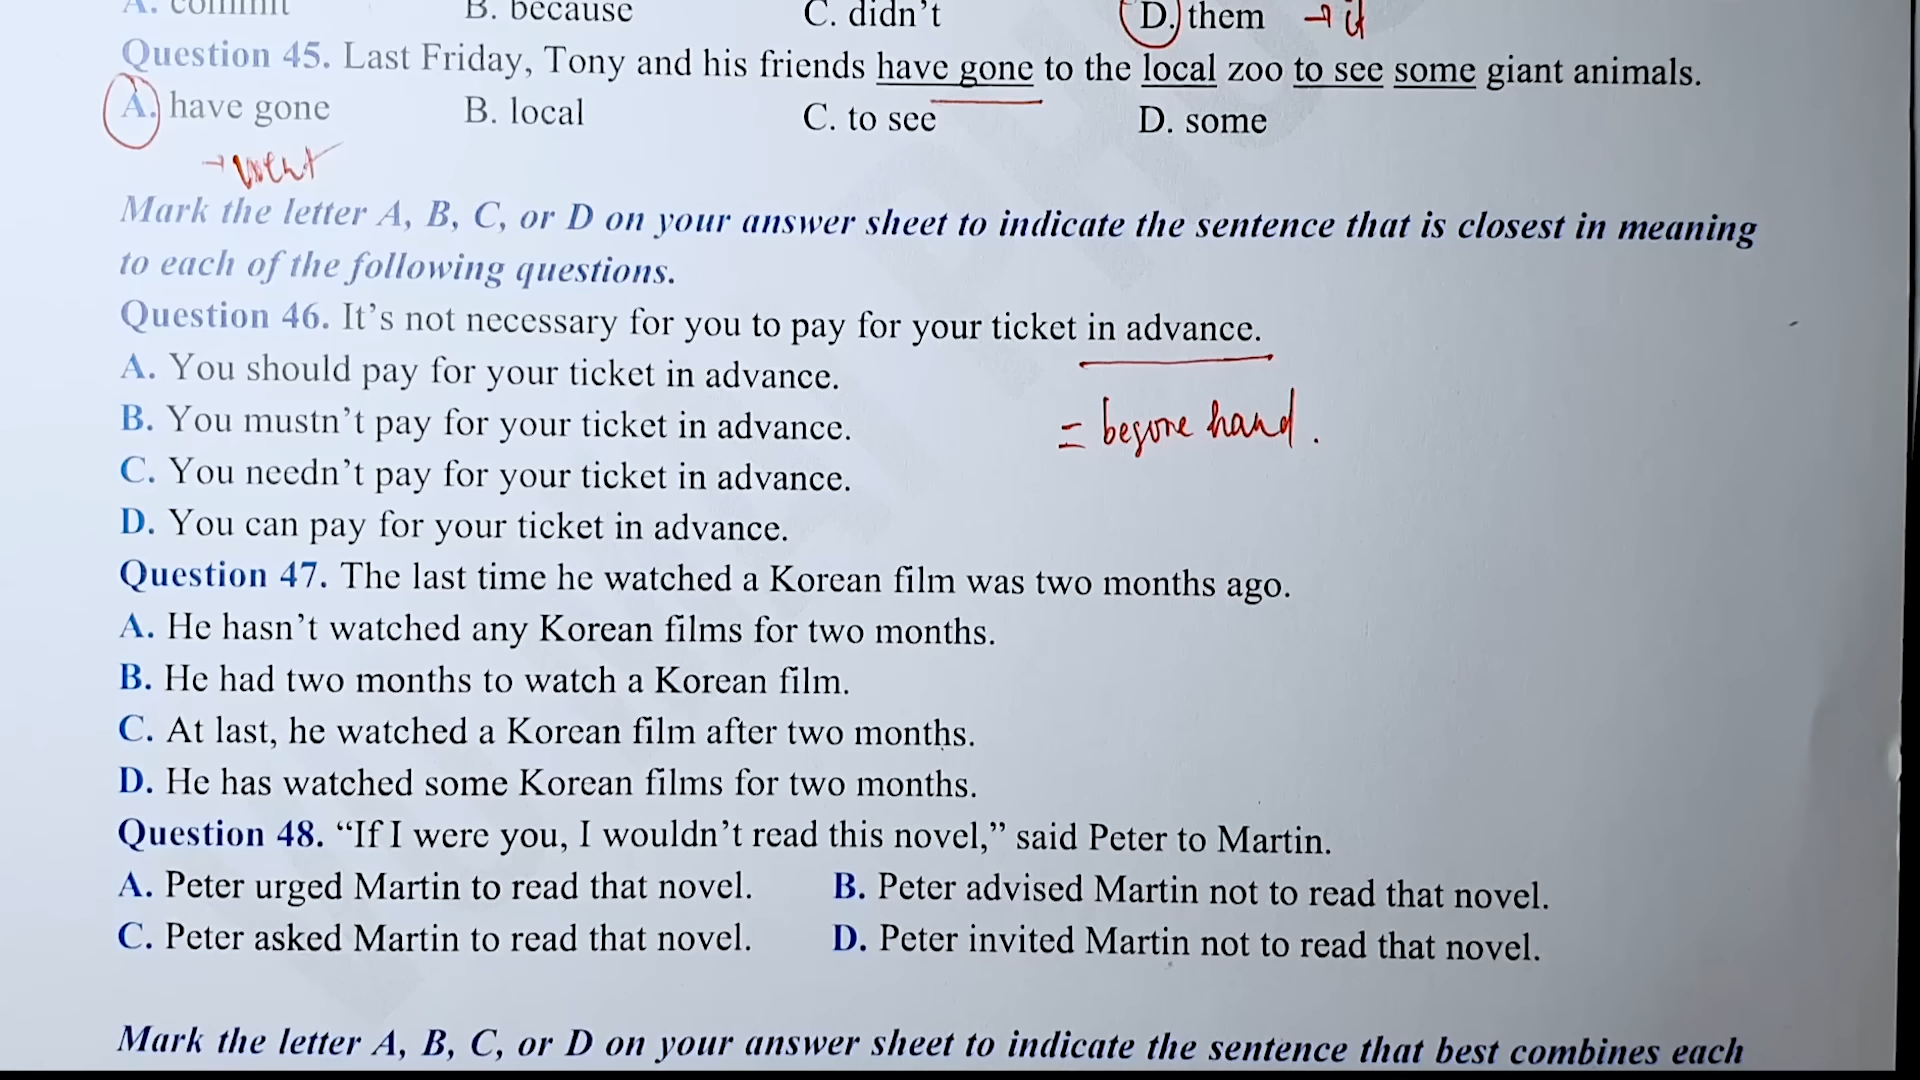 A. commit B. because C. didn't D. them → it
Question 45. Last Friday, Tony and his friends have gone to the local zoo to see some giant animals.
A. have gone B. local C. to see D. some
→ went
Mark the letter A, B, C, or D on your answer sheet to indicate the sentence that is closest in meaning
to each of the following questions.
Question 46. It's not necessary for you to pay for your ticket in advance.
A. You should pay for your ticket in advance.
B. You mustn't pay for your ticket in advance.
= before hand.
C. You needn't pay for your ticket in advance.
D. You can pay for your ticket in advance.
Question 47. The last time he watched a Korean film was two months ago.
A. He hasn't watched any Korean films for two months.
B. He had two months to watch a Korean film.
C. At last, he watched a Korean film after two months.
D. He has watched some Korean films for two months.
Question 48. “If I were you, I wouldn't read this novel,” said Peter to Martin.
A. Peter urged Martin to read that novel. B. Peter advised Martin not to read that novel.
C. Peter asked Martin to read that novel. D. Peter invited Martin not to read that novel.
Mark the letter A, B, C, or D on your answer sheet to indicate the sentence that best combines each